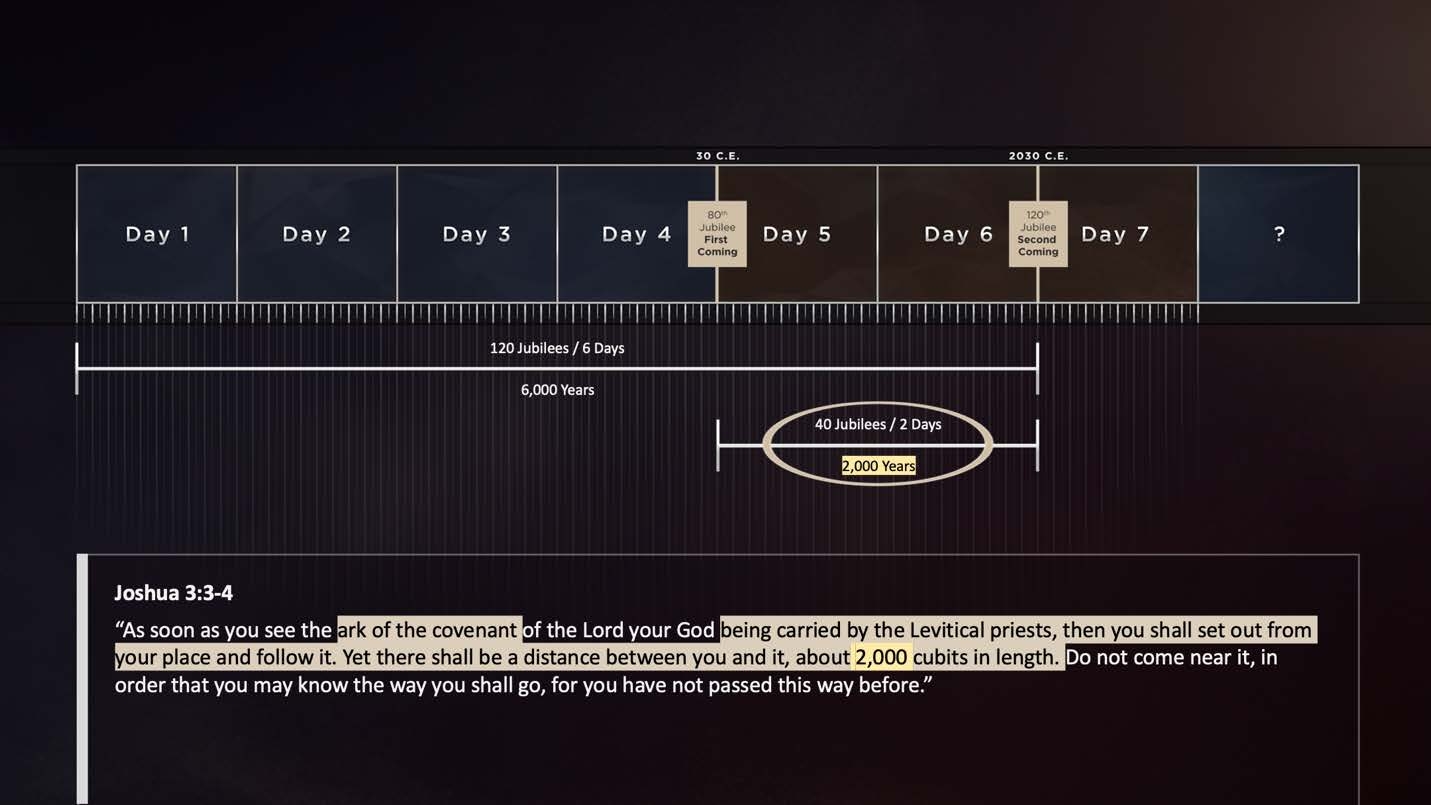 30 C.E.
2030 C.E.
Day 1
Day 2
Day 3
Day 4
80th
Jubilee
First
Coming
Day 5
Day 6
120th
Jubilee
Second
Coming
Day 7
?
120 Jubilees / 6 Days
6,000 Years
40 Jubilees / 2 Days
2,000 Years
Joshua 3:3-4
“As soon as you see the ark of the covenant of the Lord your God being carried by the Levitical priests, then you shall set out from
your place and follow it. Yet there shall be a distance between you and it, about 2,000 cubits in length. Do not come near it, in
order that you may know the way you shall go, for you have not passed this way before.”